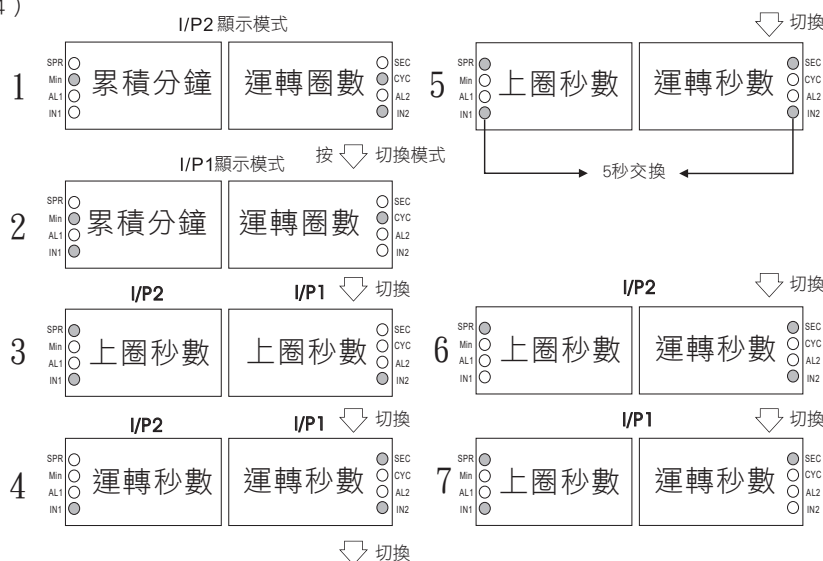 4 )
I/P2 顯示模式
1
SPR
Min
AL1
IN1
累積分鐘
運轉圈數
SEC
CYC
AL2
IN2
按 切換模式
I/P1顯示模式
2
SPR
Min
AL1
IN1
累積分鐘
運轉圈數
SEC
CYC
AL2
IN2
切換
I/P2
I/P1
3
SPR
Min
AL1
IN1
上圈秒數
上圈秒數
SEC
CYC
AL2
IN2
切換
I/P2
I/P1
4
SPR
Min
AL1
IN1
運轉秒數
運轉秒數
SEC
CYC
AL2
IN2
切換
切換
5
SPR
Min
AL1
IN1
上圈秒數
運轉秒數
SEC
CYC
AL2
IN2
5秒交換
切換
I/P2
6
SPR
Min
AL1
IN1
上圈秒數
運轉秒數
SEC
CYC
AL2
IN2
切換
I/P1
7
SPR
Min
AL1
IN1
上圈秒數
運轉秒數
SEC
CYC
AL2
IN2